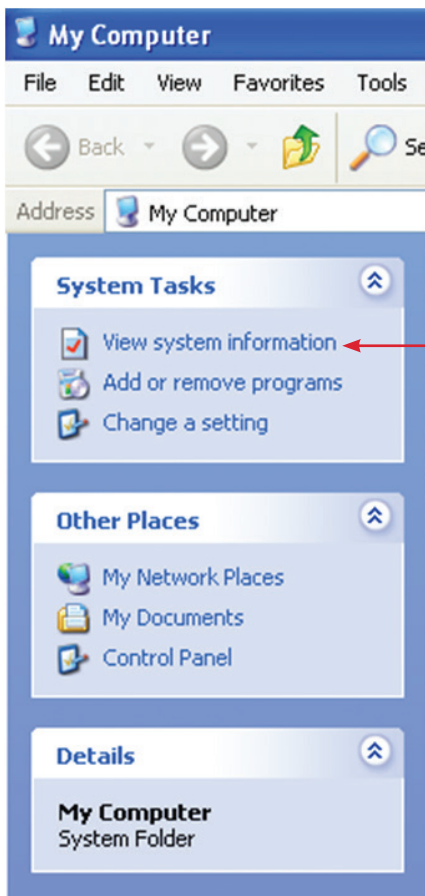 My Computer
File Edit View Favorites Tools
Back
Address My Computer
System Tasks
View system information
Add or remove programs
Change a setting
Other Places
My Network Places
My Documents
Control Panel
Details
My Computer
System Folder